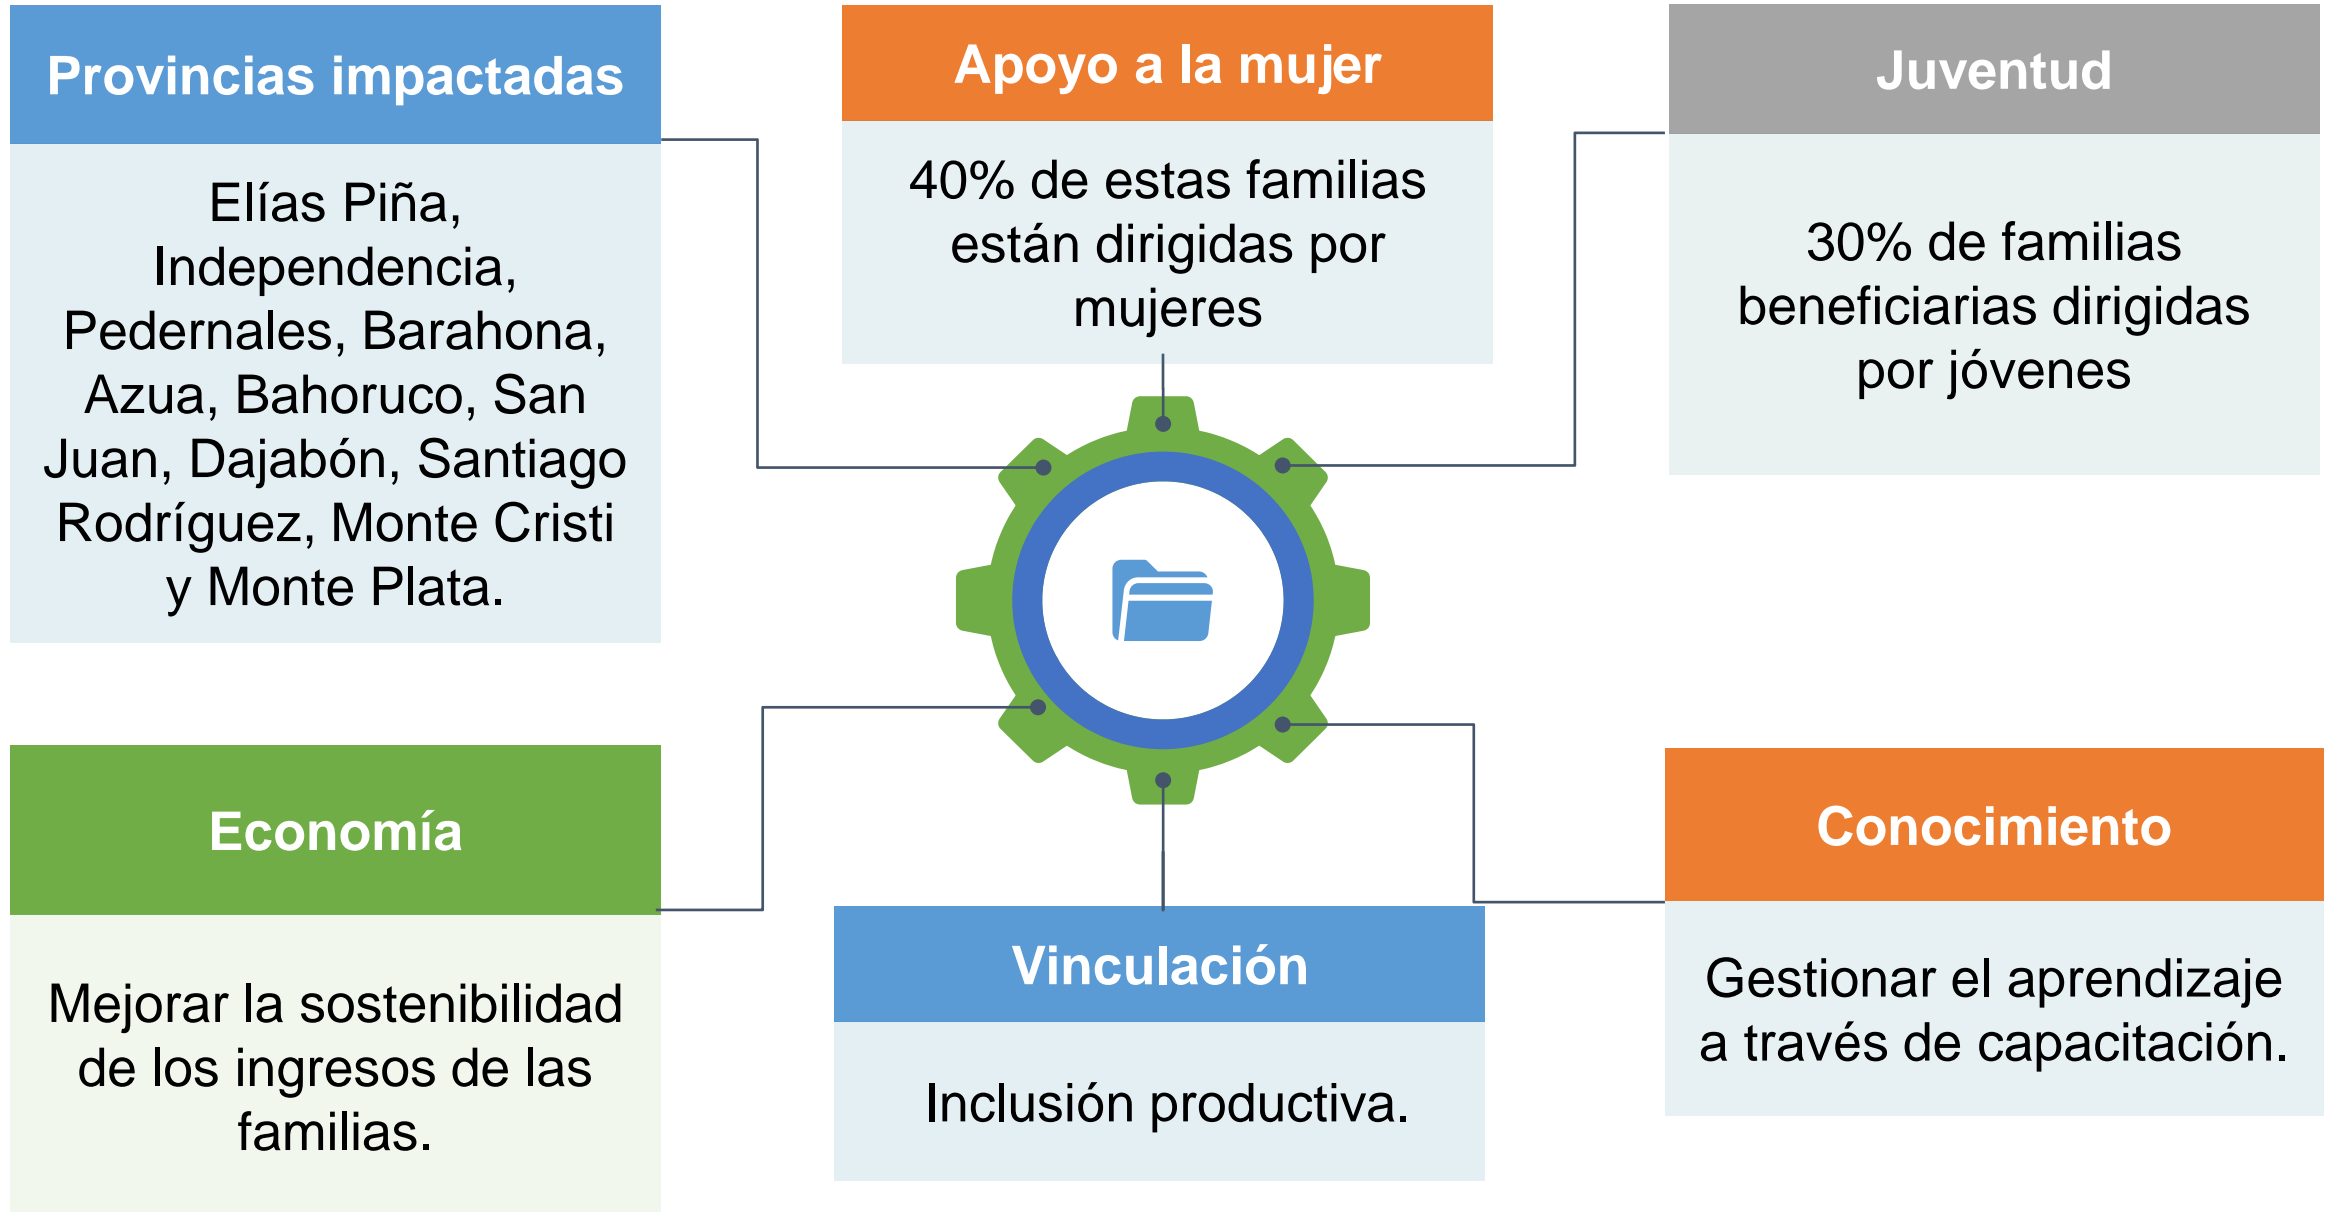 Provincias impactadas
Elías Piña,
Independencia,
Pedernales, Barahona,
Azua, Bahoruco, San
Juan, Dajabón, Santiago
Rodríguez, Monte Cristi
y Monte Plata.
Apoyo a la mujer
40% de estas familias
están dirigidas por
mujeres
Juventud
30% de familias
beneficiarias dirigidas
por jóvenes
Economía
Mejorar la sostenibilidad
de los ingresos de las
familias.
Vinculación
Inclusión productiva.
Conocimiento
Gestionar el aprendizaje
a través de capacitación.